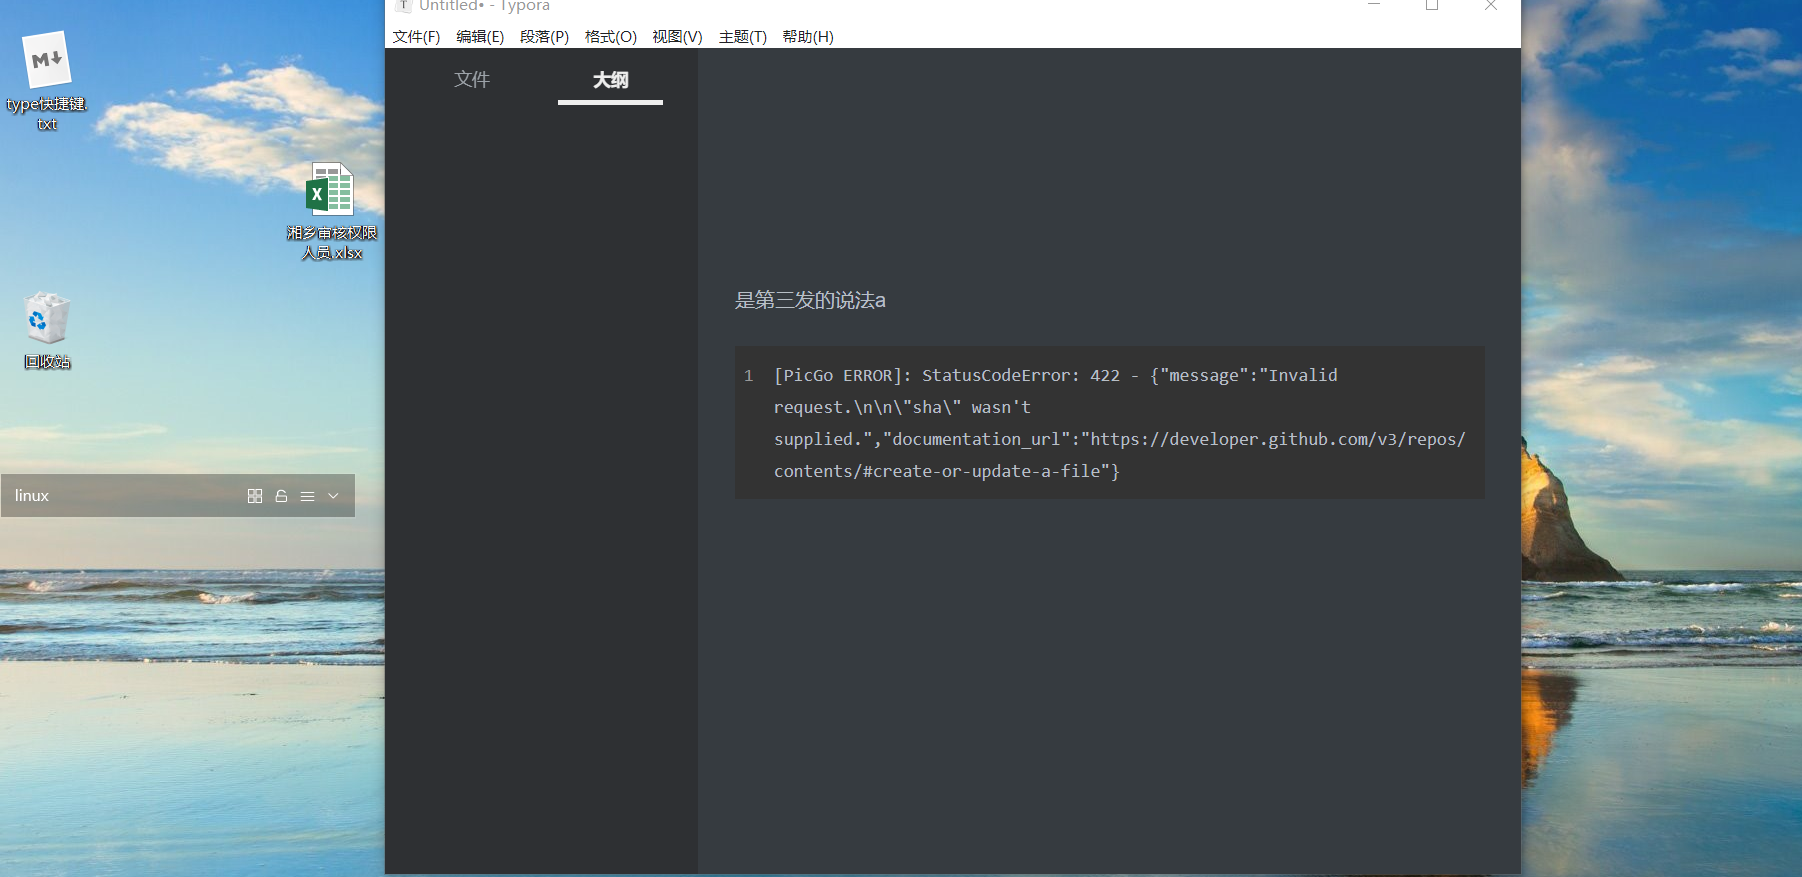 Untitled• - Typora
文件(F) 编辑(E) 段落(P) 格式(O) 视图(V) 主题(T) 帮助(H)
文件 大纲
M
type快捷键.
txt
X
湘乡审核权限
人员.xlsx
回收站
linux
是第三发的说法a
1 [PicGo ERROR]: StatusCodeError: 422 - {"message":"Invalid
request.\n\n\"sha\" wasn't
supplied.","documentation_url":"https://developer.github.com/v3/repos/
contents/#create-or-update-a-file"}